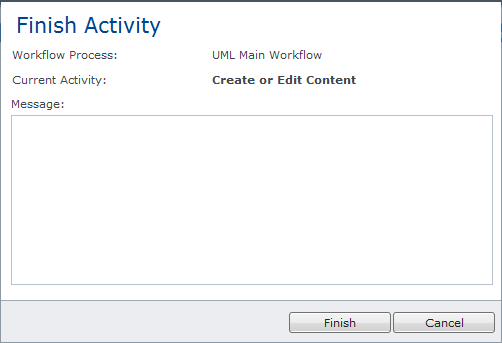 Finish Activity
Workflow Process: UML Main Workflow
Current Activity: Create or Edit Content
Message:
Finish Cancel